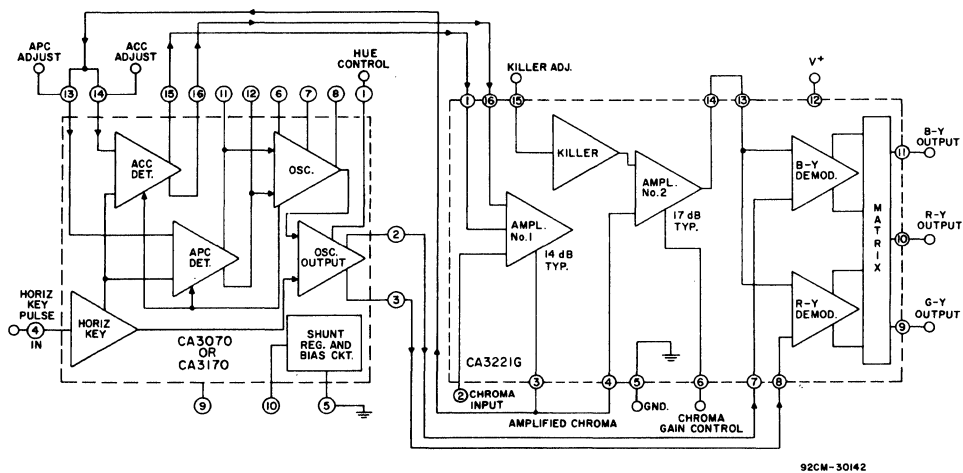 APC
ADJUST
ACC
ADJUST
HUE
CONTROL
13
14
15
16
11
12
6
7
8
1
ACC
DET.
OSC.
APC
DET.
OSC.
OUTPUT
2
3
HORIZ
KEY
PULSE
4
IN
HORIZ
KEY
CA3070
OR
CA3170
SHUNT
REG. AND
BIAS CKT.
9
10
5
KILLER ADJ.
V+
1
16
15
14
13
12
KILLER
AMPL.
No.2
17 dB
TYP.
AMPL.
No.1
14 dB
TYP.
B-Y
DEMOD.
R-Y
DEMOD.
MATRIX
11
B-Y
OUTPUT
10
R-Y
OUTPUT
9
G-Y
OUTPUT
CA3221G
2
CHROMA
INPUT
3
4
5
6
7
8
AMPLIFIED CHROMA
GND.
CHROMA
GAIN CONTROL
92CM-30142